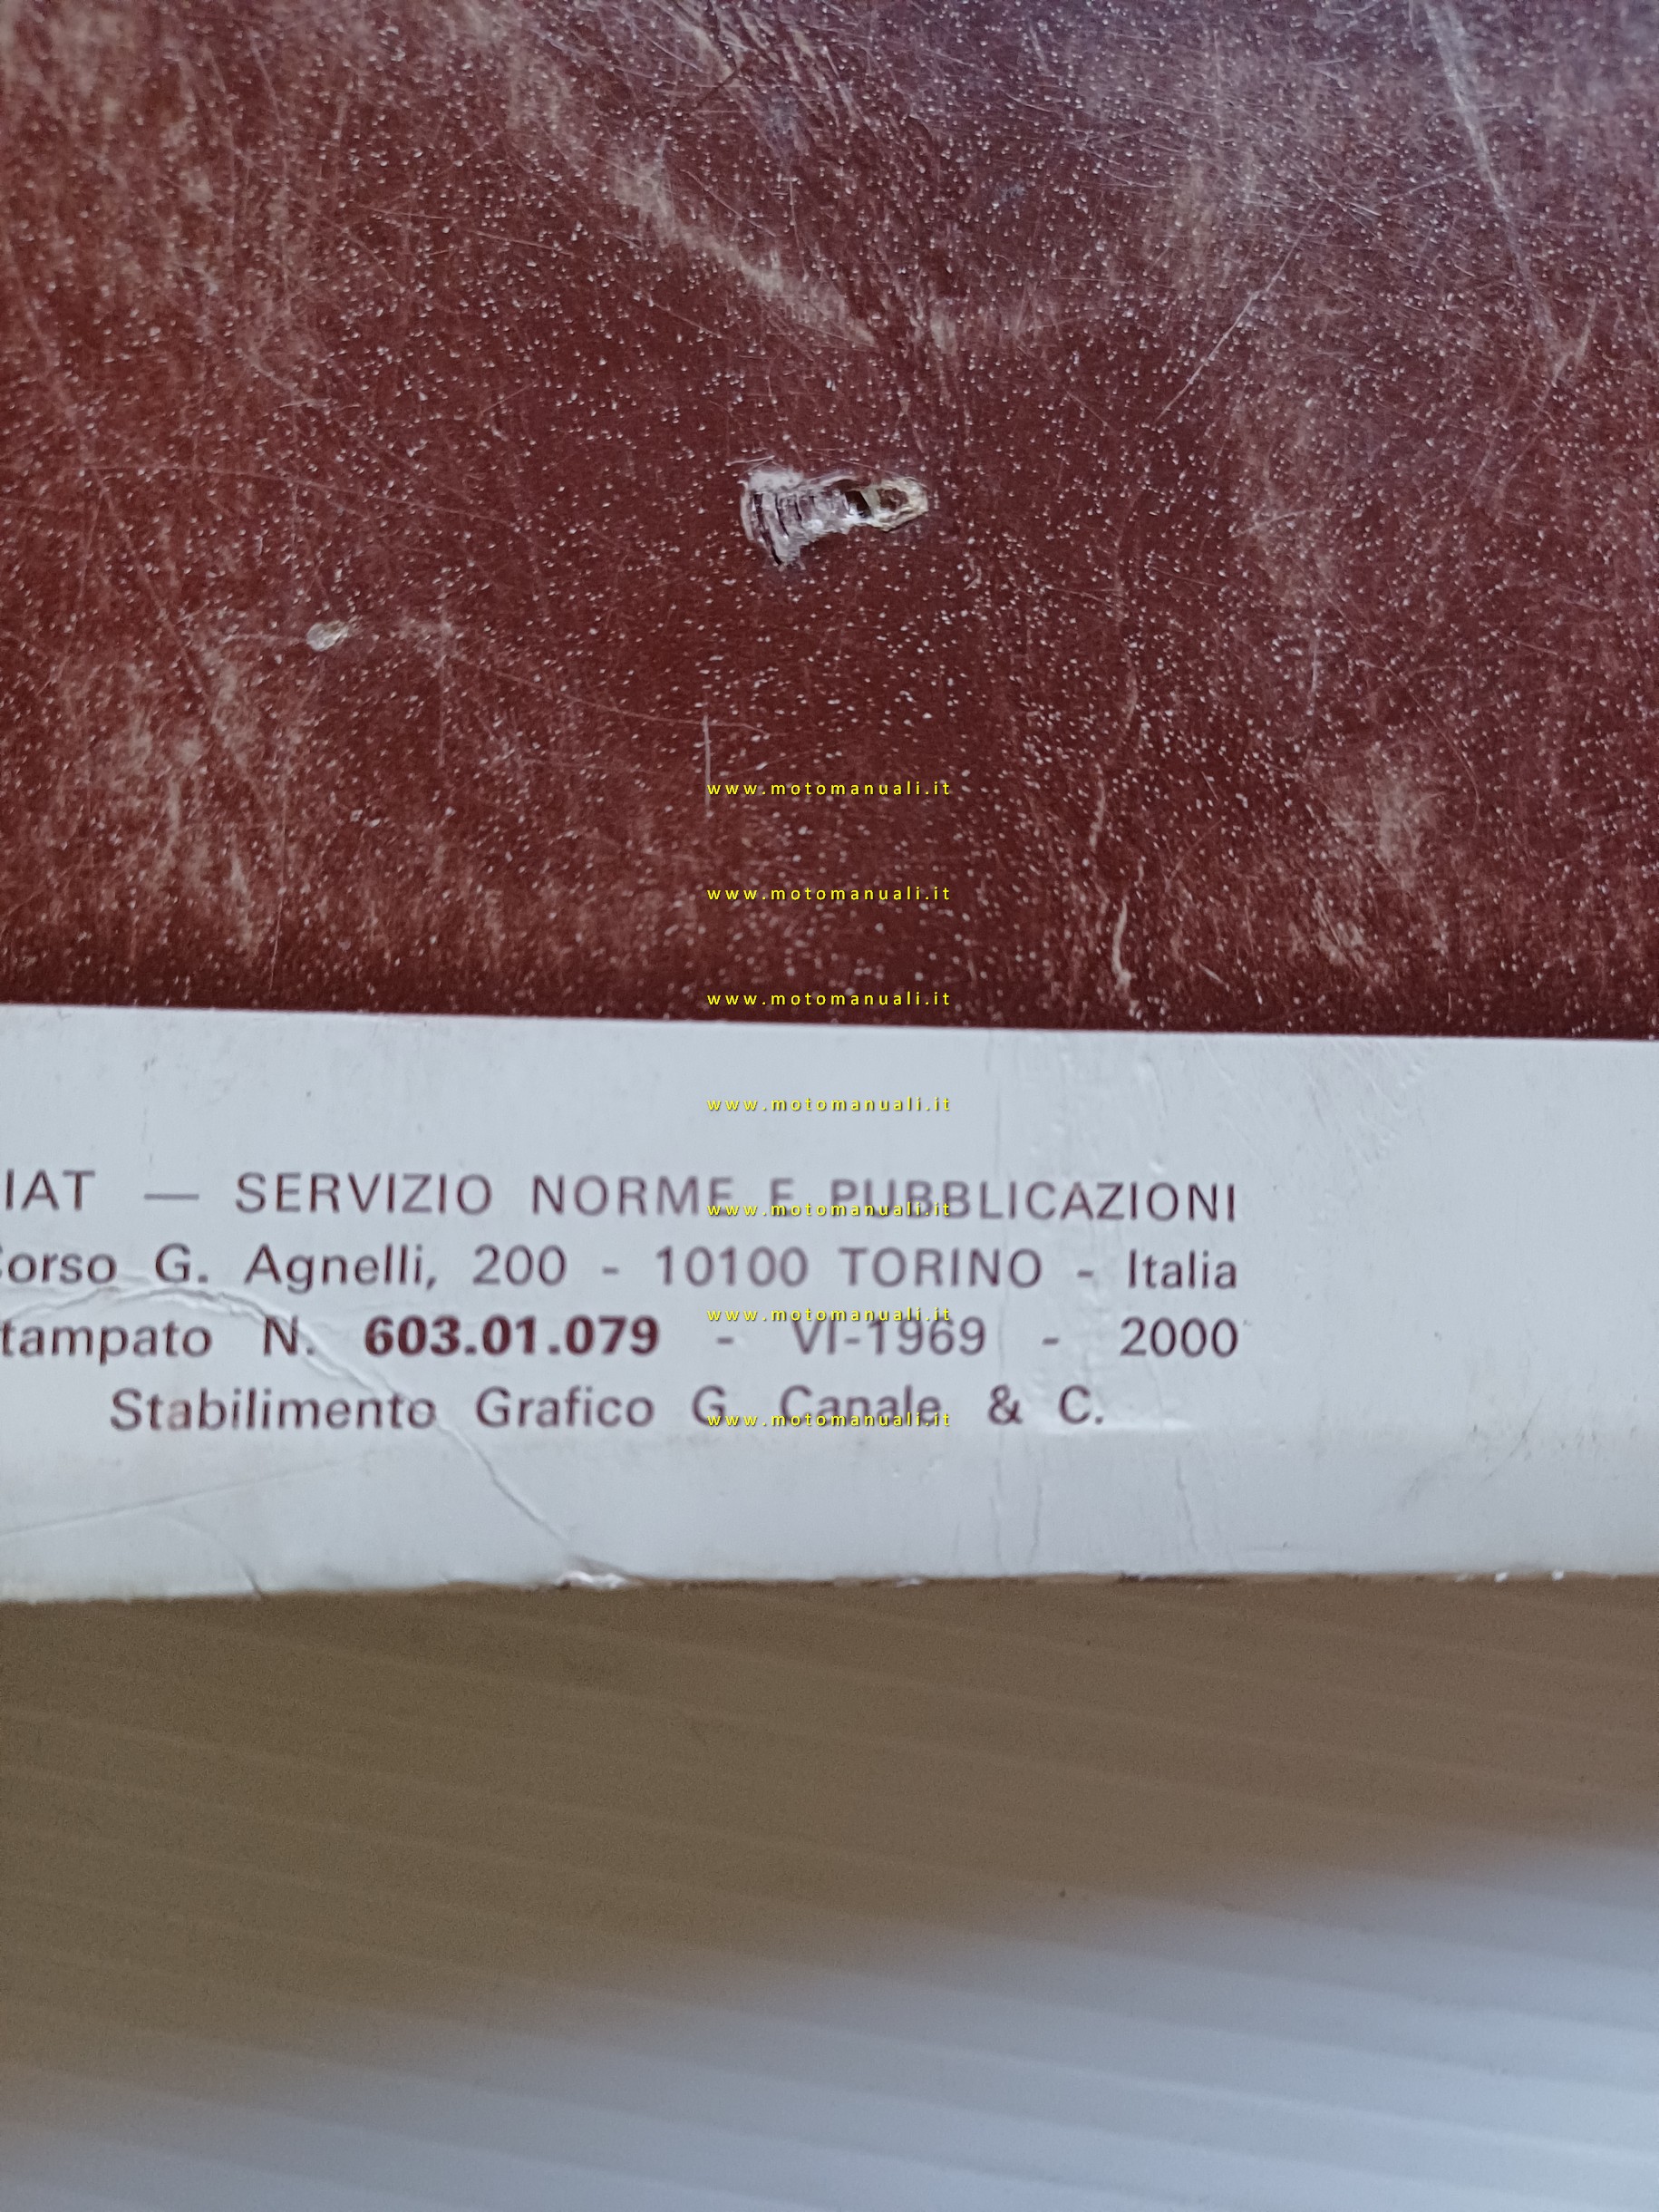 www.motomanuali.it
www.motomanuali.it
www.motomanuali.it
www.motomanuali.it
IAT — SERVIZIO NORME E PUBBLICAZIONI
www.motomanuali.it
orso G. Agnelli, 200 - 10100 TORINO - Italia
www.motomanuali.it
tampato N. 603.01.079 - VI-1969 - 2000
Stabilimento Grafico G. Canale & C.
www.motomanuali.it